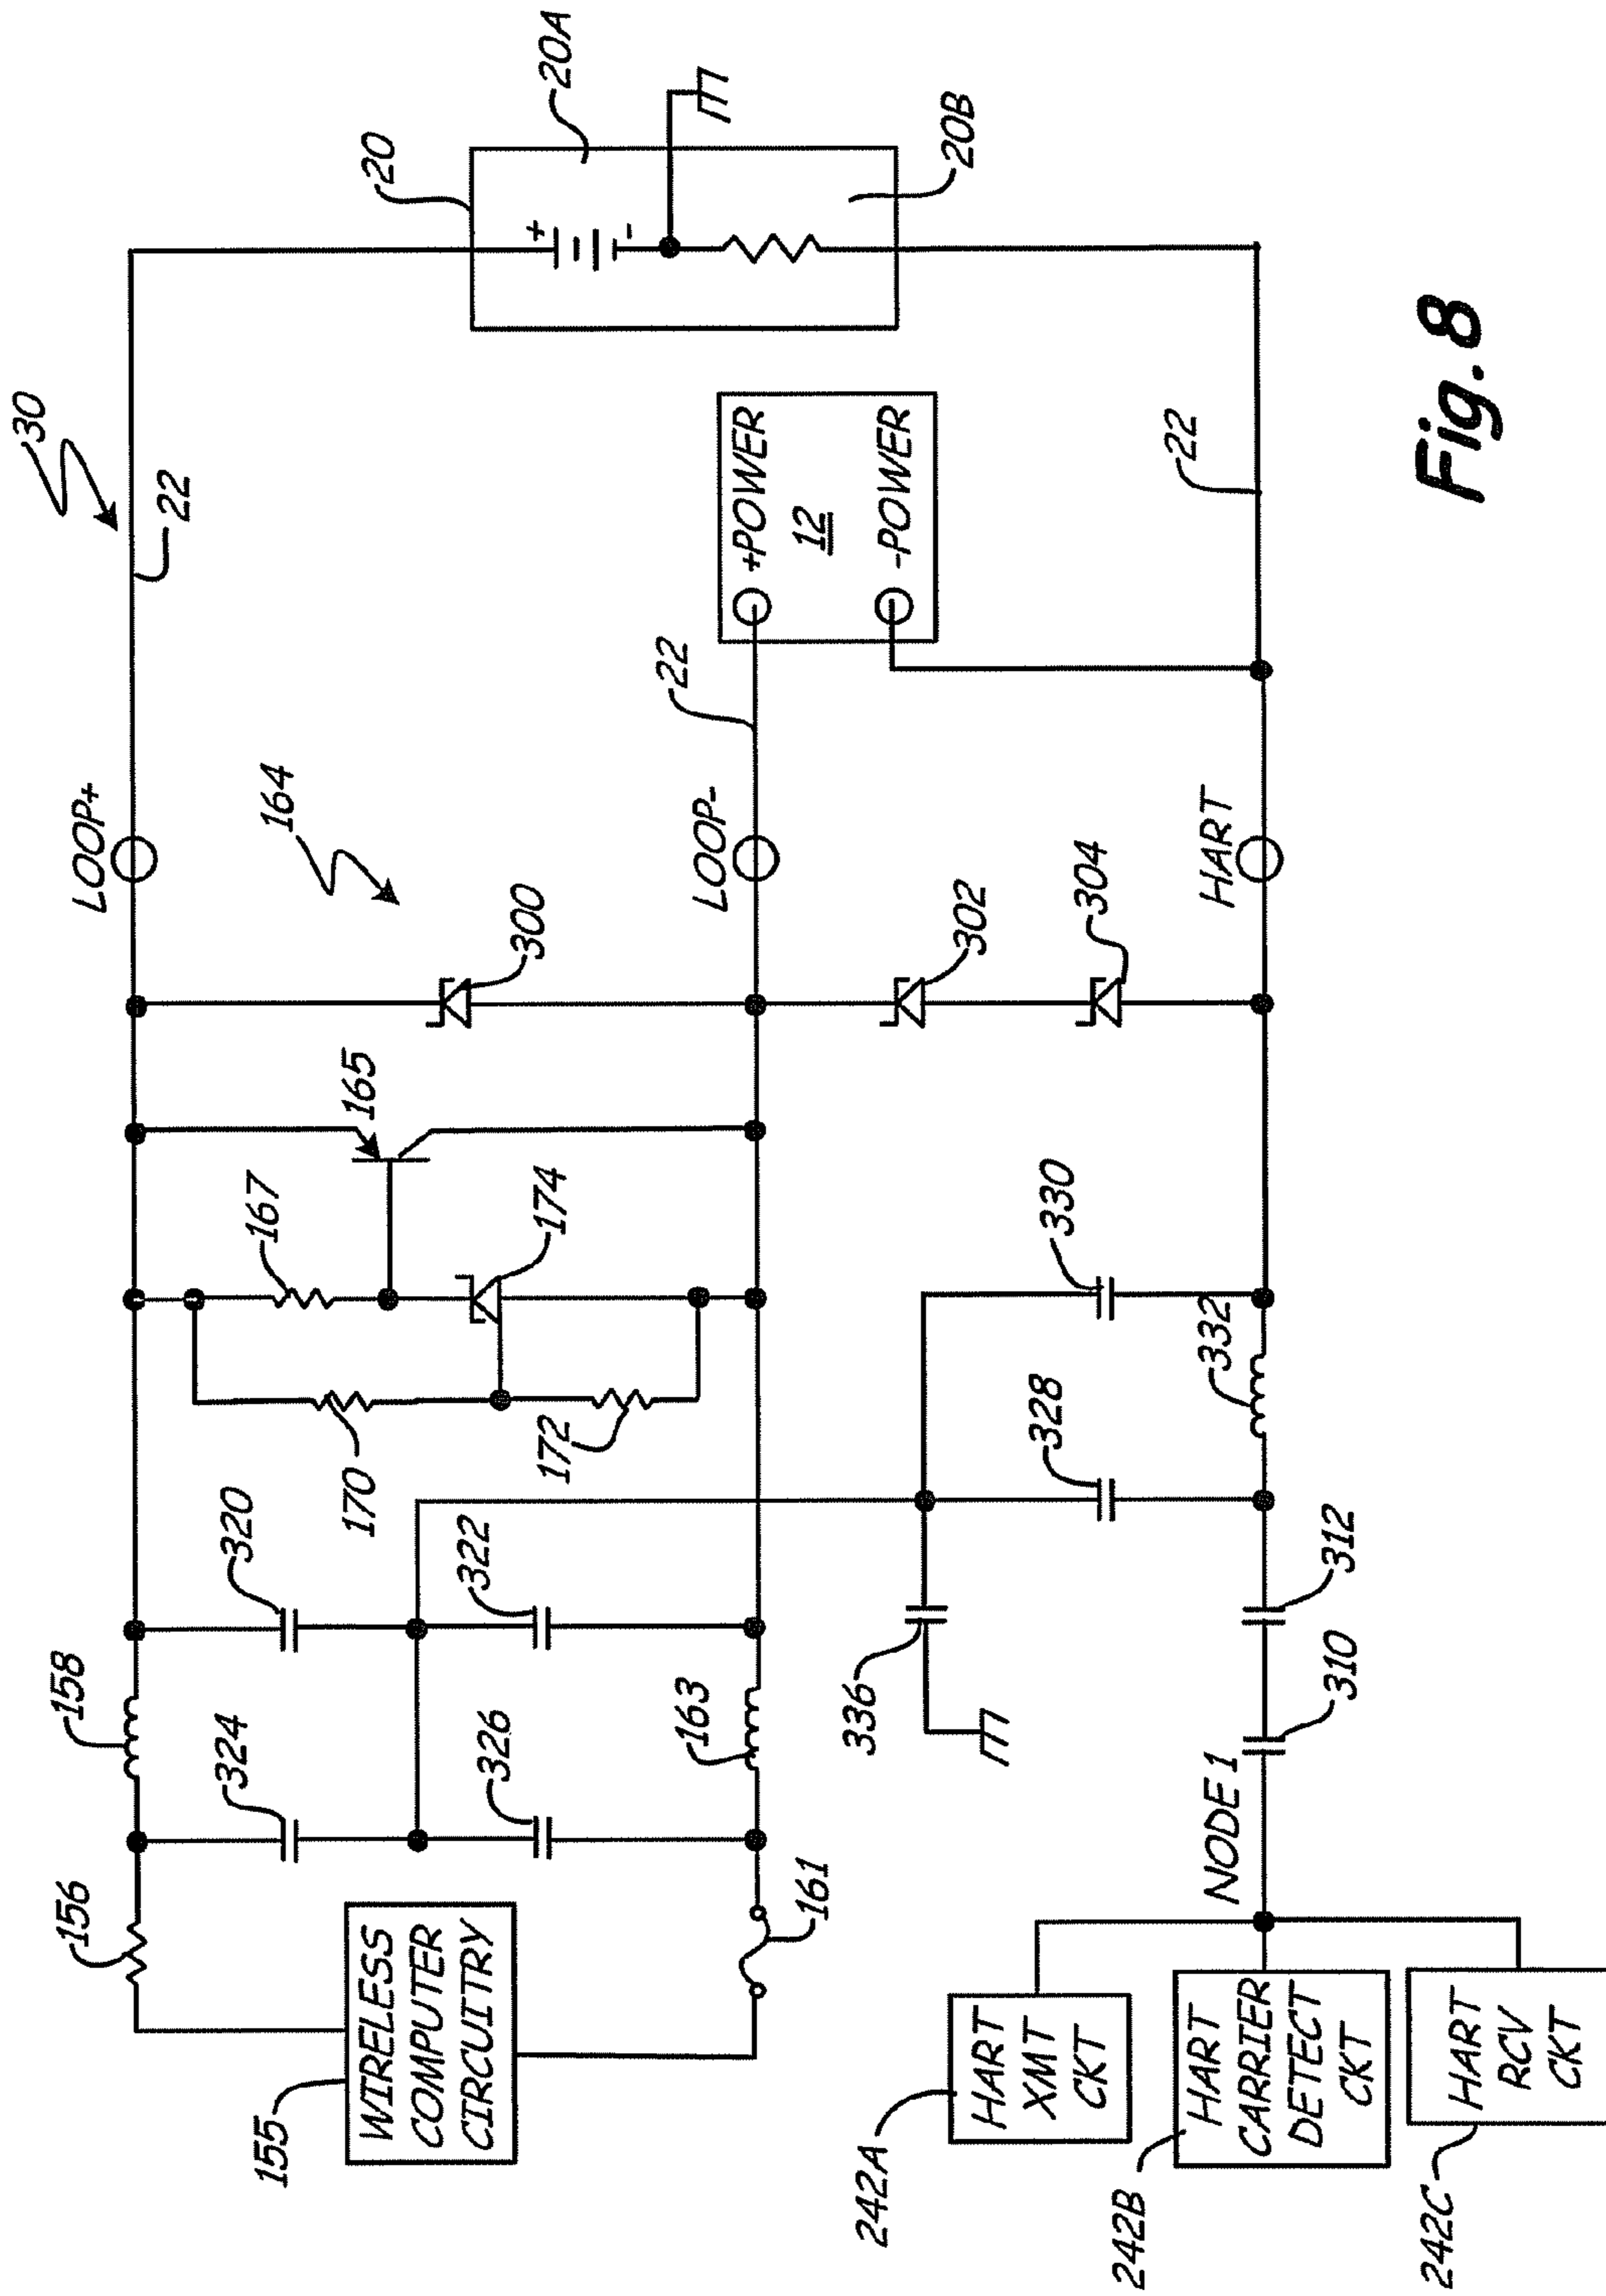 30
LOOP+
22
20
20A
20B
164
156
158
324
320
170
167
165
300
155
WIRELESS
COMPUTER
CIRCUITRY
326
322
172
174
LOOP-
22
+POWER
12
-POWER
161
163
302
304
336
328
330
332
HART
22
NODE 1
310
312
242A
HART
XMT
CKT
242B
HART
CARRIER
DETECT
CKT
242C
HART
RCV
CKT
+
-
Fig. 8